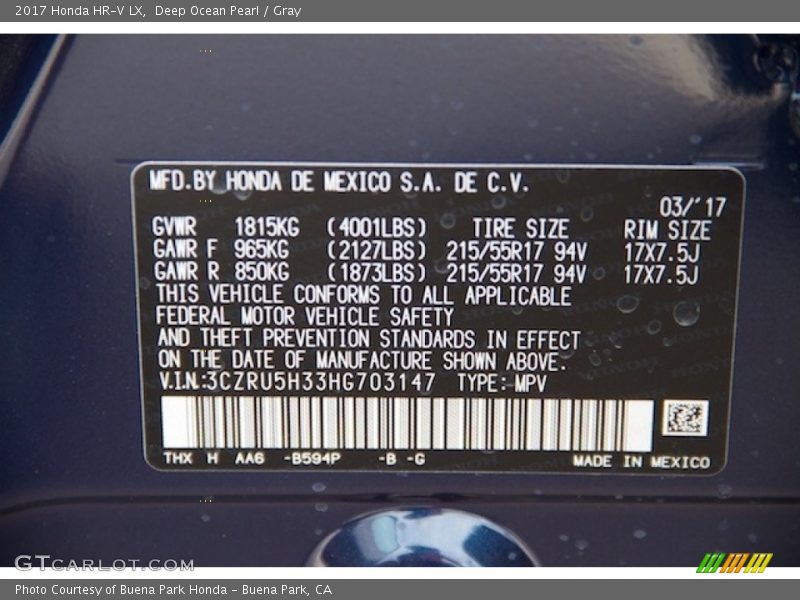 2017 Honda HR-V LX, Deep Ocean Pearl / Gray
MFD.BY HONDA DE MEXICO S.A. DE C.V.
03/'17
GVWR 1815KG (4001LBS) TIRE SIZE RIM SIZE
GAWR F 965KG (2127LBS) 215/55R17 94V 17X7.5J
GAWR R 850KG (1873LBS) 215/55R17 94V 17X7.5J
THIS VEHICLE CONFORMS TO ALL APPLICABLE
FEDERAL MOTOR VEHICLE SAFETY
AND THEFT PREVENTION STANDARDS IN EFFECT
ON THE DATE OF MANUFACTURE SHOWN ABOVE.
V.I.N:3CZRU5H33HG703147 TYPE:MPV
THX H AA6 -B594P -B -G MADE IN MEXICO
GTCARLOT.COM
Photo Courtesy of Buena Park Honda - Buena Park, CA